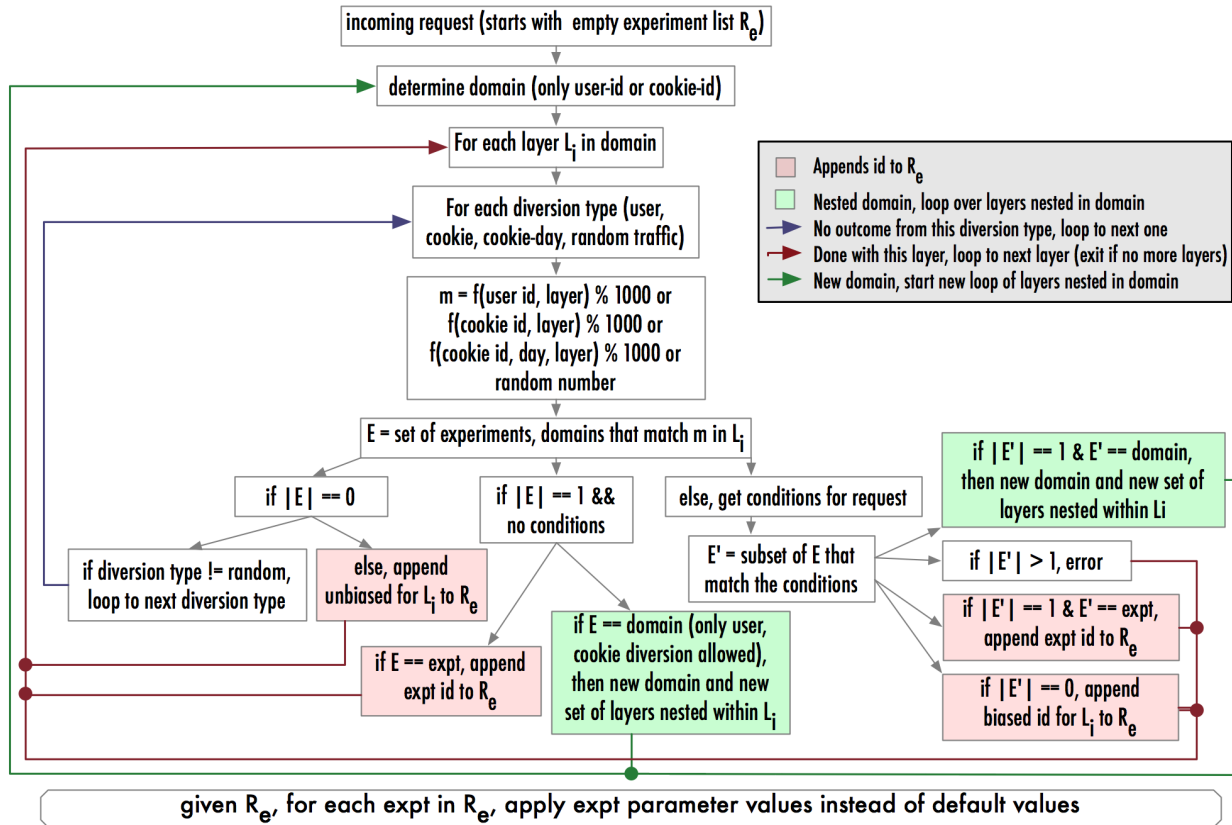 incoming request (starts with empty experiment list Re)
determine domain (only user-id or cookie-id)
For each layer Li in domain
Appends id to Re
Nested domain, loop over layers nested in domain
No outcome from this diversion type, loop to next one
Done with this layer, loop to next layer (exit if no more layers)
New domain, start new loop of layers nested in domain
For each diversion type (user,
cookie, cookie-day, random traffic)
m = f(user id, layer) % 1000 or
f(cookie id, layer) % 1000 or
f(cookie id, day, layer) % 1000 or
random number
E = set of experiments, domains that match m in Li
if |E| == 0
if diversion type != random,
loop to next diversion type
else, append
unbiased for Li to Re
if |E| == 1 &&
no conditions
if E == expt, append
expt id to Re
if E == domain (only user,
cookie diversion allowed),
then new domain and new
set of layers nested within Li
else, get conditions for request
E' = subset of E that
match the conditions
if |E'| == 1 & E' == domain,
then new domain and new set of
layers nested within Li
if |E'| > 1, error
if |E'| == 1 & E' == expt,
append expt id to Re
if |E'| == 0, append
biased id for Li to Re
given Re, for each expt in Re, apply expt parameter values instead of default values